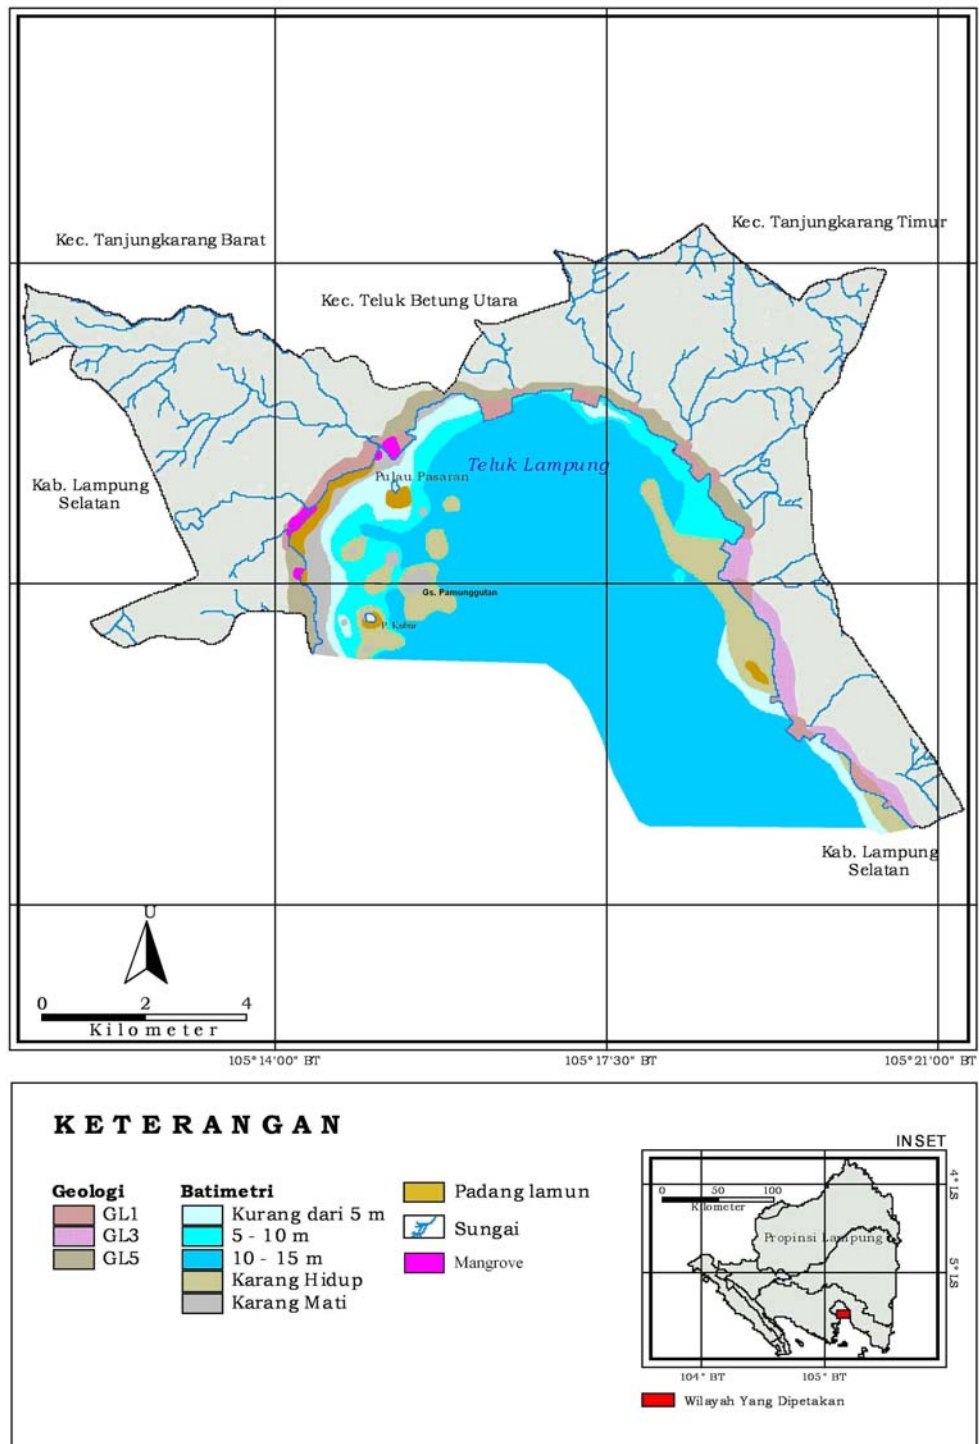 Kec. Tanjungkarang Timur
Kec. Tanjungkarang Barat
Kec. Teluk Betung Utara
Teluk Lampung
Pulau Pasaran
Kab. Lampung
Selatan
Gs. Pamunggutan
P. Kubur
Kab. Lampung
Selatan
U
0 2 4
Kilometer
105°14'00" BT 105°17'30" BT 105°21'00" BT
KETERANGAN
INSET
Geologi
GL1
GL3
GL5
Batimetri
Kurang dari 5 m
5 - 10 m
10 - 15 m
Karang Hidup
Karang Mati
Padang lamun
Sungai
Mangrove
0 50 100
Kilometer
Propinsi Lampung
4° LS
5° LS
104° BT 105° BT
Wilayah Yang Dipetakan